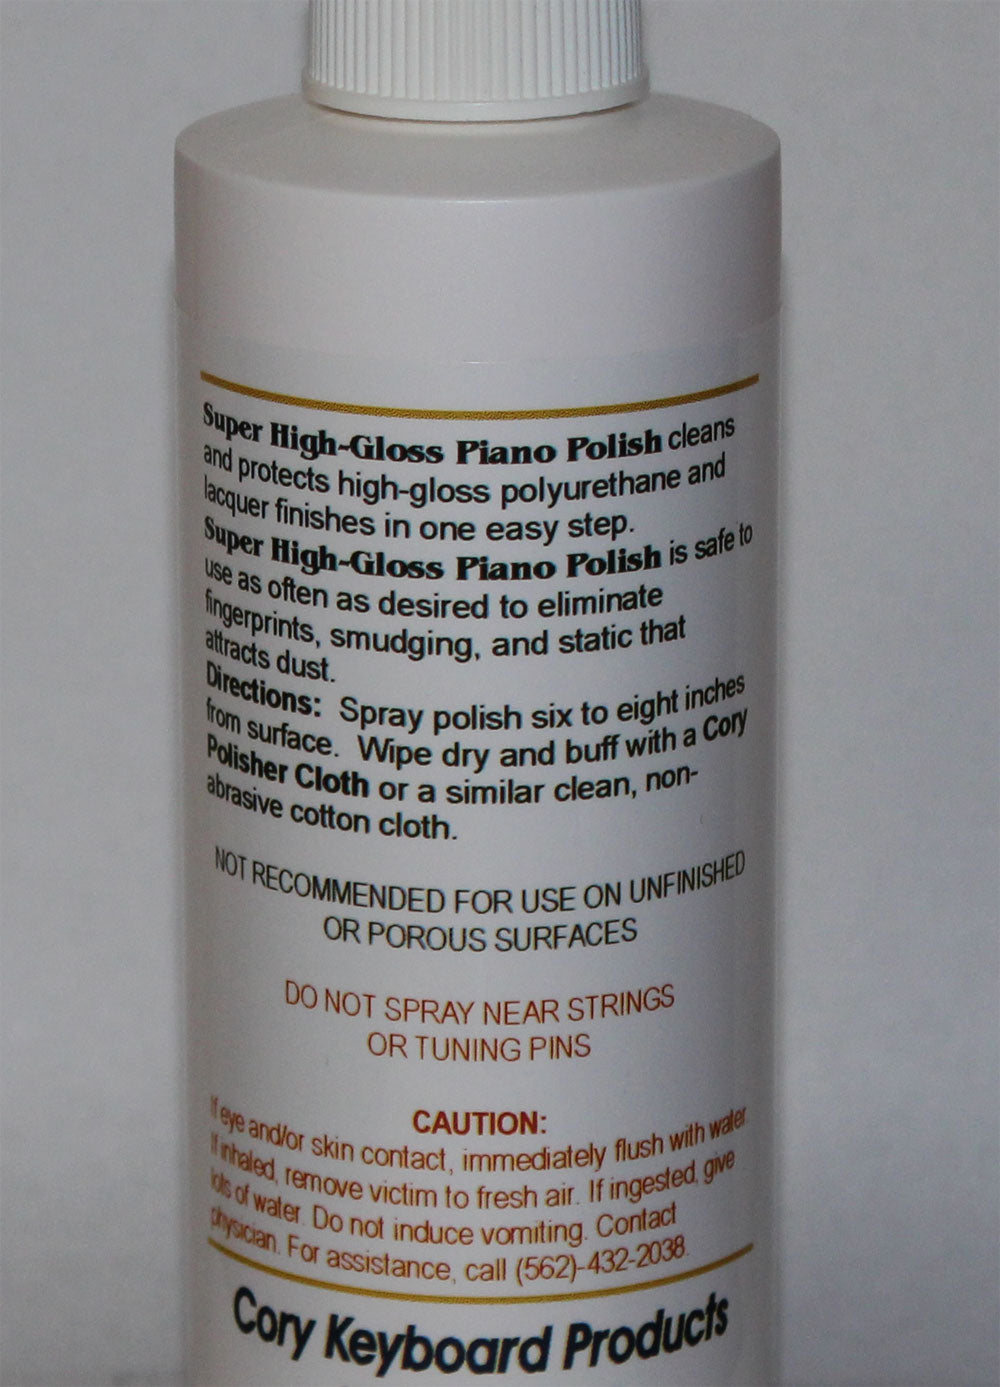 Super High-Gloss Piano Polish cleans
and protects high-gloss polyurethane and
lacquer finishes in one easy step.
Super High-Gloss Piano Polish is safe to
use as often as desired to eliminate
fingerprints, smudging, and static that
attracts dust.
Directions: Spray polish six to eight inches
from surface. Wipe dry and buff with a Cory
Polisher Cloth or a similar clean, non-
abrasive cotton cloth.
NOT RECOMMENDED FOR USE ON UNFINISHED
OR POROUS SURFACES
DO NOT SPRAY NEAR STRINGS
OR TUNING PINS
CAUTION:
If eye and/or skin contact, immediately flush with water.
If inhaled, remove victim to fresh air. If ingested, give
lots of water. Do not induce vomiting. Contact
physician. For assistance, call (562)-432-2038.
Cory Keyboard Products